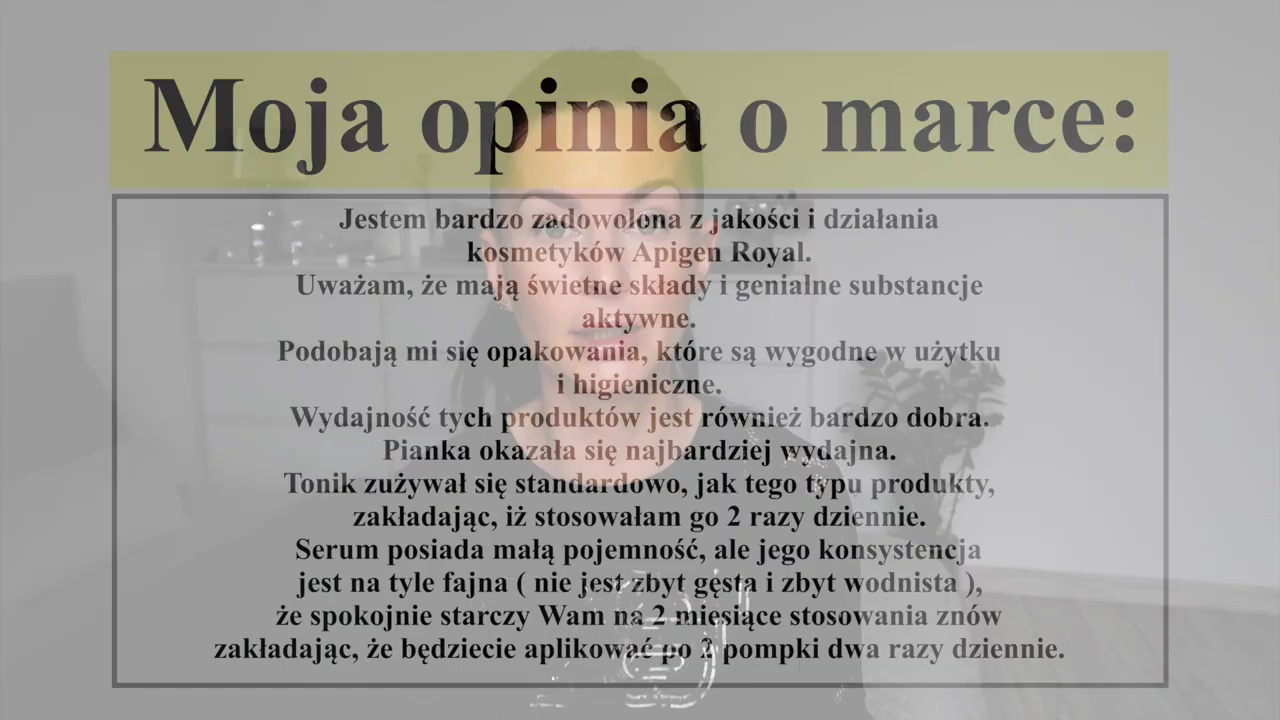 Moja opinia o marce:
Jestem bardzo zadowolona z jakości i działania
kosmetyków Apigen Royal.
Uważam, że mają świetne składy i genialne substancje
aktywne.
Podobają mi się opakowania, które są wygodne w użytku
i higieniczne.
Wydajność tych produktów jest również bardzo dobra.
Pianka okazała się najbardziej wydajna.
Tonik zużywał się standardowo, jak tego typu produkty,
zakładając, iż stosowałam go 2 razy dziennie.
Serum posiada małą pojemność, ale jego konsystencja
jest na tyle fajna ( nie jest zbyt gęsta i zbyt wodnista ),
że spokojnie starczy Wam na 2 miesiące stosowania znów
zakładając, że będziecie aplikować po 2 pompki dwa razy dziennie.